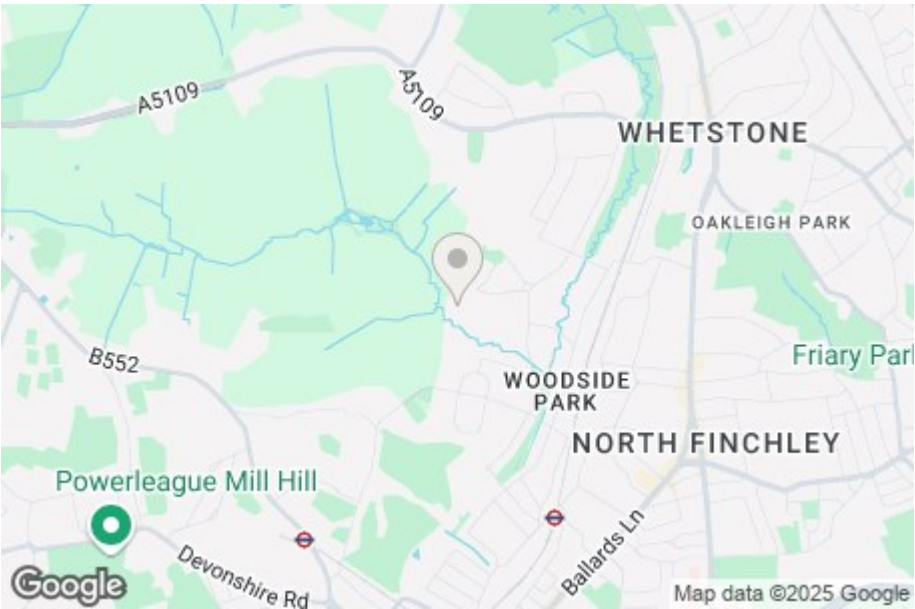 A5109
A5109
WHETSTONE
OAKLEIGH PARK
B552
Friary Park
WOODSIDE
PARK
NORTH FINCHLEY
Powerleague Mill Hill
Devonshire Rd
Ballards Ln
Google
Map data ©2025 Google